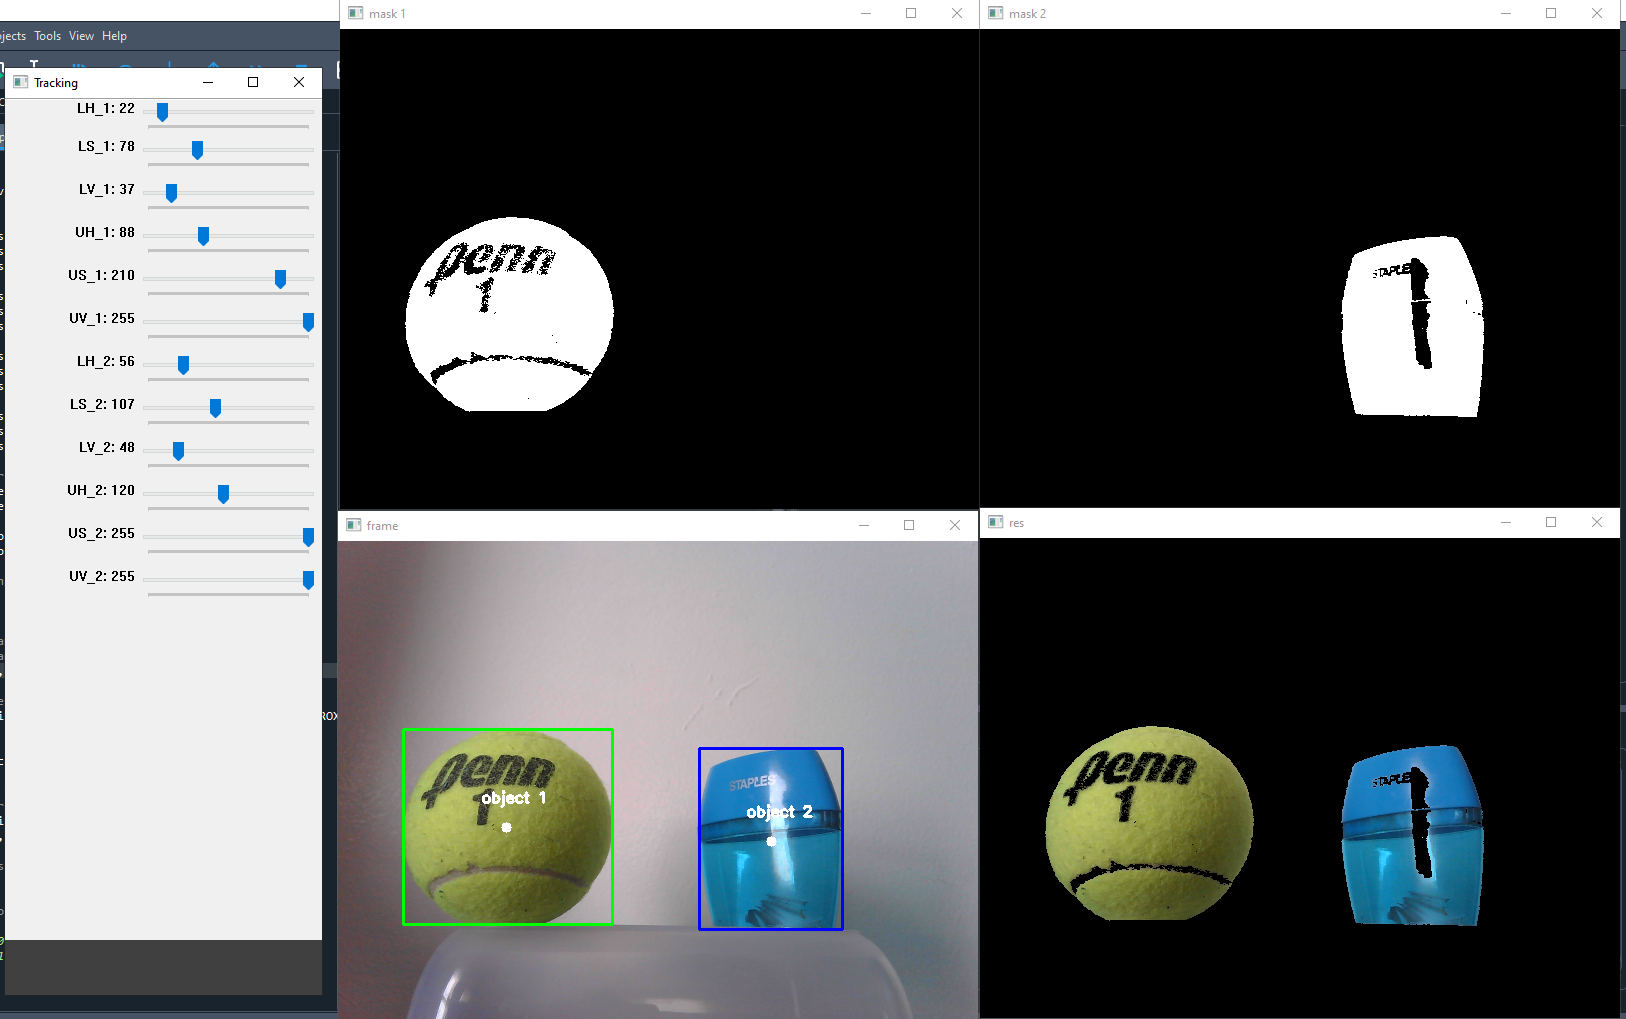 Tools View Help
Tracking
LH_1: 22
LS_1: 78
LV_1: 37
UH_1: 88
US_1: 210
UV_1: 255
LH_2: 56
LS_2: 107
LV_2: 48
UH_2: 120
US_2: 255
UV_2: 255
mask 1
penn
1
mask 2
STAPLES
frame
penn
1
object 1
STAPLES
object 2
res
penn
1
STAPLES